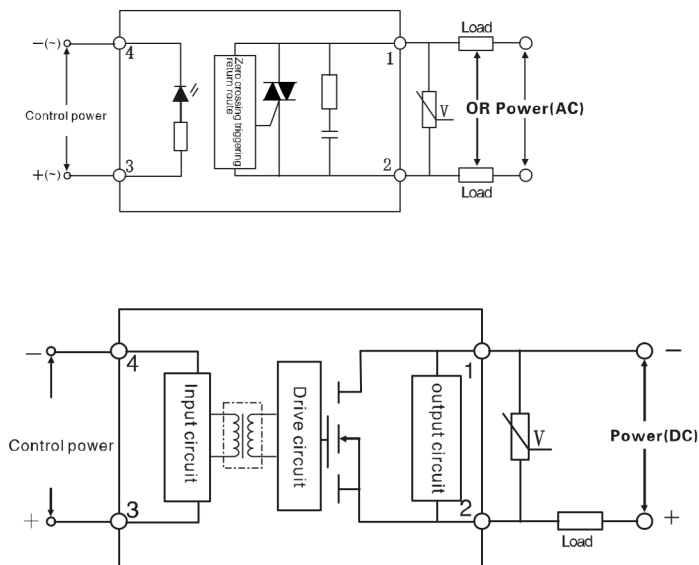 −(~)
4
1
Load
Control power
Zero crossing triggering
return route
V
OR Power(AC)
+(~)
3
2
Load
−
4
1
−
Control power
Input circuit
Drive circuit
output circuit
V
Power(DC)
+
3
2
+
Load